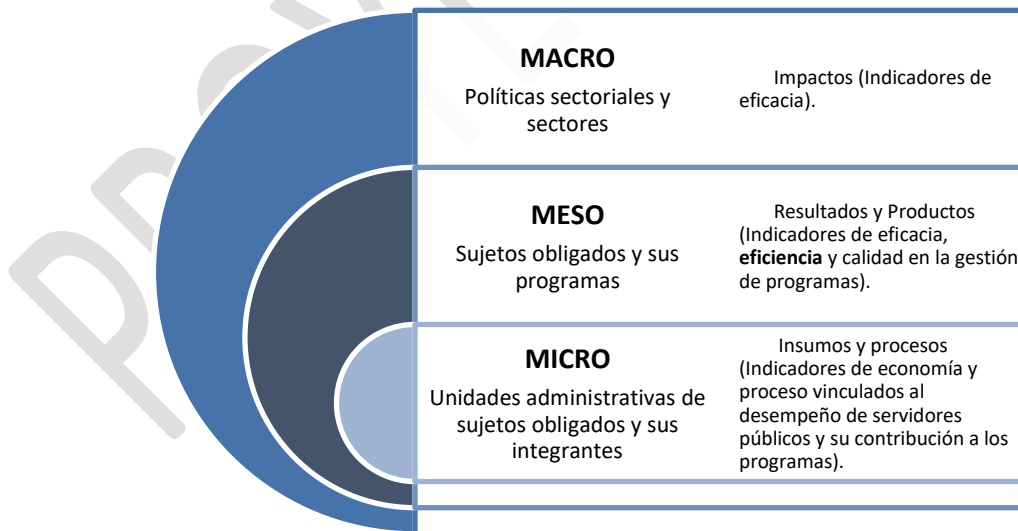 MACRO
Políticas sectoriales y
sectores
Impactos (Indicadores de
eficacia).
MESO
Sujetos obligados y sus
programas
Resultados y Productos
(Indicadores de eficacia,
eficiencia y calidad en la gestión
de programas).
MICRO
Unidades administrativas de
sujetos obligados y sus
integrantes
Insumos y procesos
(Indicadores de economía y
proceso vinculados al
desempeño de servidores
públicos y su contribución a los
programas).